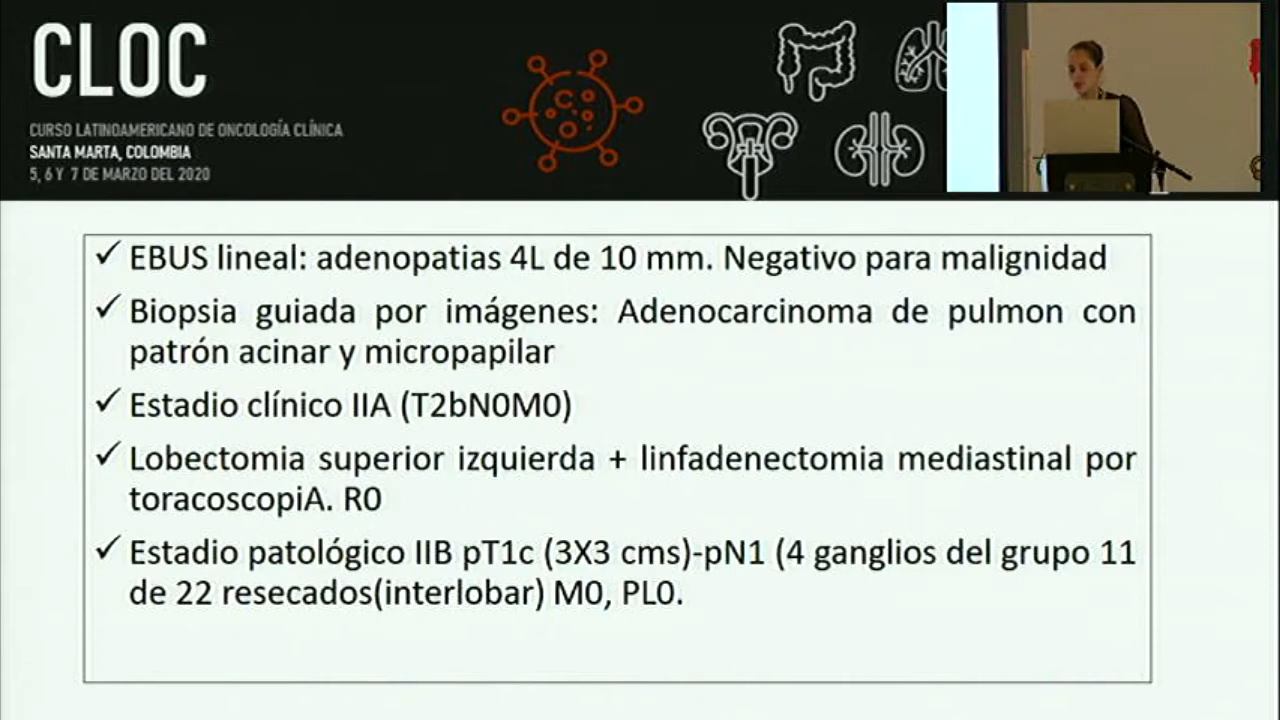 CLOC
CURSO LATINOAMERICANO DE ONCOLOGÍA CLÍNICA
SANTA MARTA, COLOMBIA
5, 6 Y 7 DE MARZO DEL 2020
✓ EBUS lineal: adenopatias 4L de 10 mm. Negativo para malignidad
✓ Biopsia guiada por imágenes: Adenocarcinoma de pulmon con
patrón acinar y micropapilar
✓ Estadio clínico IIA (T2bN0M0)
✓ Lobectomia superior izquierda + linfadenectomia mediastinal por
toracoscopiA. R0
✓ Estadio patológico IIB pT1c (3X3 cms)-pN1 (4 ganglios del grupo 11
de 22 resecados(interlobar) M0, PL0.